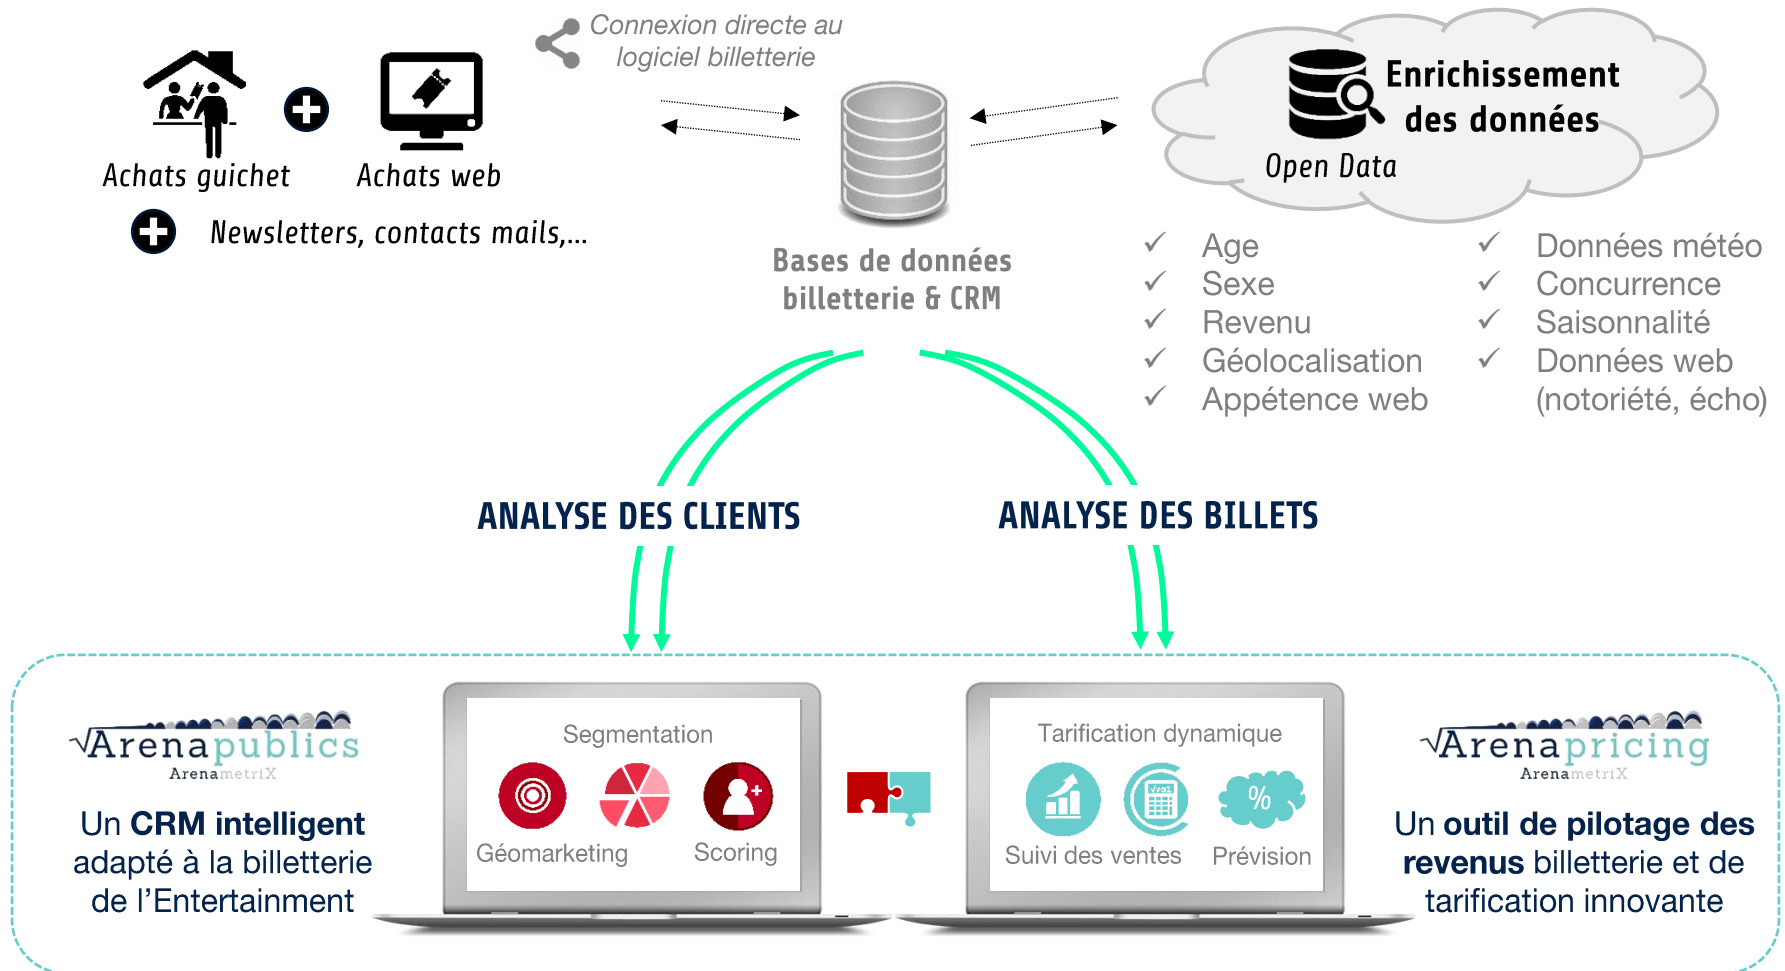 Connexion directe au
logiciel billetterie
Achats guichet
Achats web
Newsletters, contacts mails,...
Bases de données
billetterie & CRM
Enrichissement
des données
Open Data
Age
Sexe
Revenu
Géolocalisation
Appétence web
Données météo
Concurrence
Saisonnalité
Données web
(notoriété, écho)
ANALYSE DES CLIENTS
ANALYSE DES BILLETS
√Arenapublics
ArenametriX
Un CRM intelligent
adapté à la billetterie
de l’Entertainment
Segmentation
Géomarketing
Scoring
Tarification dynamique
%
Suivi des ventes
Prévision
√Arenapricing
ArenametriX
Un outil de pilotage des
revenus billetterie et de
tarification innovante